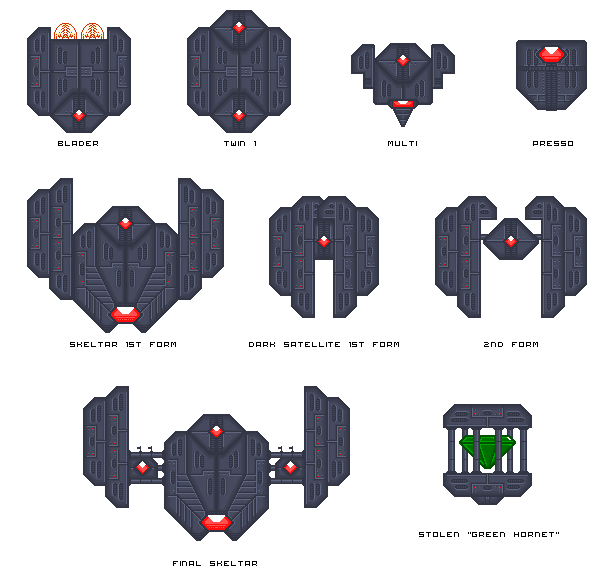 BLADER
TWIN 1
MULTI
PRESSO
SKELTAR 1ST FORM
DARK SATELLITE 1ST FORM
2ND FORM
FINAL SKELTAR
STOLEN "GREEN HORNET"